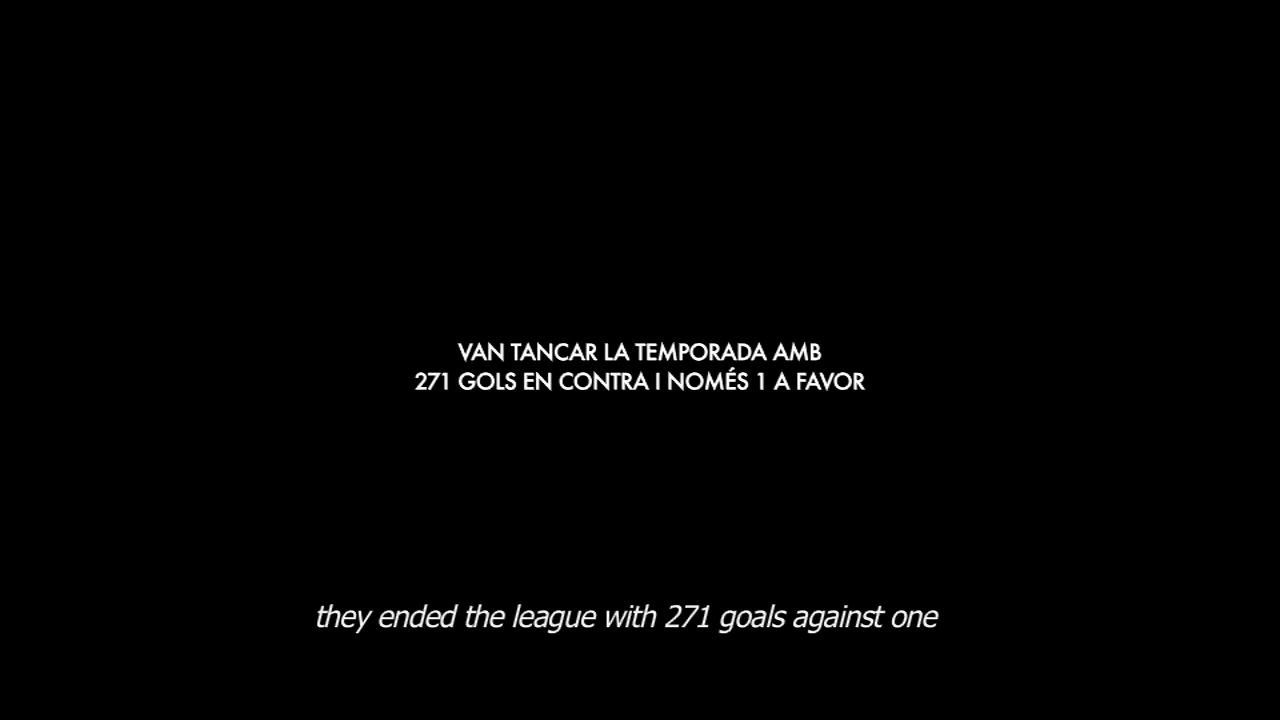 VAN TANCAR LA TEMPORADA AMB
271 GOLS EN CONTRA I NOMÉS 1 A FAVOR
they ended the league with 271 goals against one